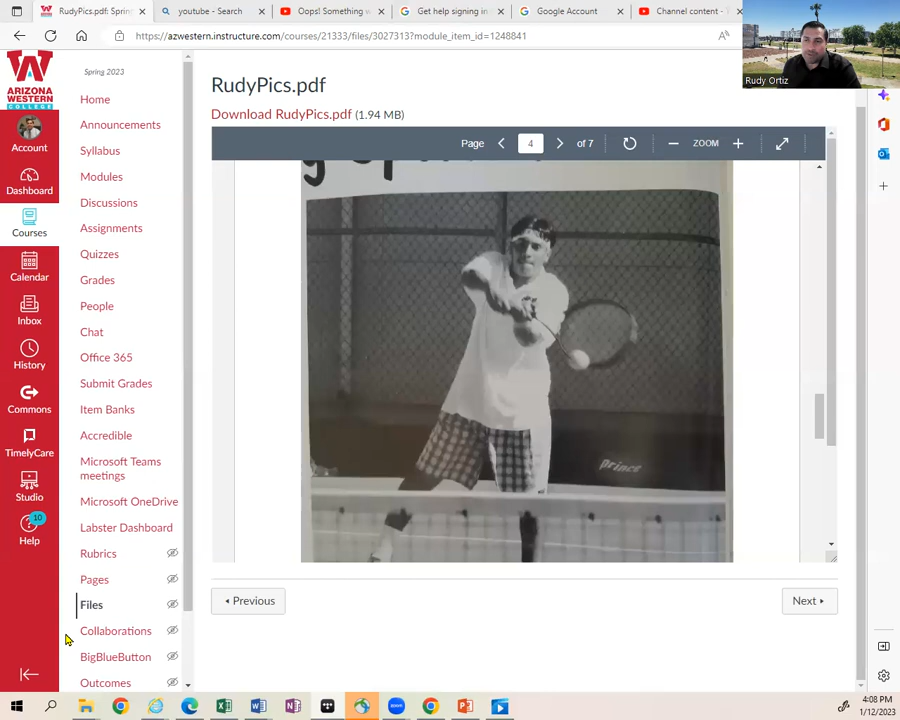 RudyPics.pdf: Sprin
youtube - Search
Oops! Something w
Get help signing in
Google Account
Channel content -
https://azwestern.instructure.com/courses/21333/files/3027313?module_item_id=1248841
Rudy Ortiz
ARIZONA
WESTERN
COLLEGE
Account
Dashboard
Courses
Calendar
Inbox
History
Commons
TimelyCare
Studio
10
Help
Spring 2023
Home
Announcements
Syllabus
Modules
Discussions
Assignments
Quizzes
Grades
People
Chat
Office 365
Submit Grades
Item Banks
Accredible
Microsoft Teams
meetings
Microsoft OneDrive
Labster Dashboard
Rubrics
Pages
Files
Collaborations
BigBlueButton
Outcomes
RudyPics.pdf
Download RudyPics.pdf (1.94 MB)
Page 4 of 7 ZOOM
prince
Previous
Next
4:08 PM
1/12/2023